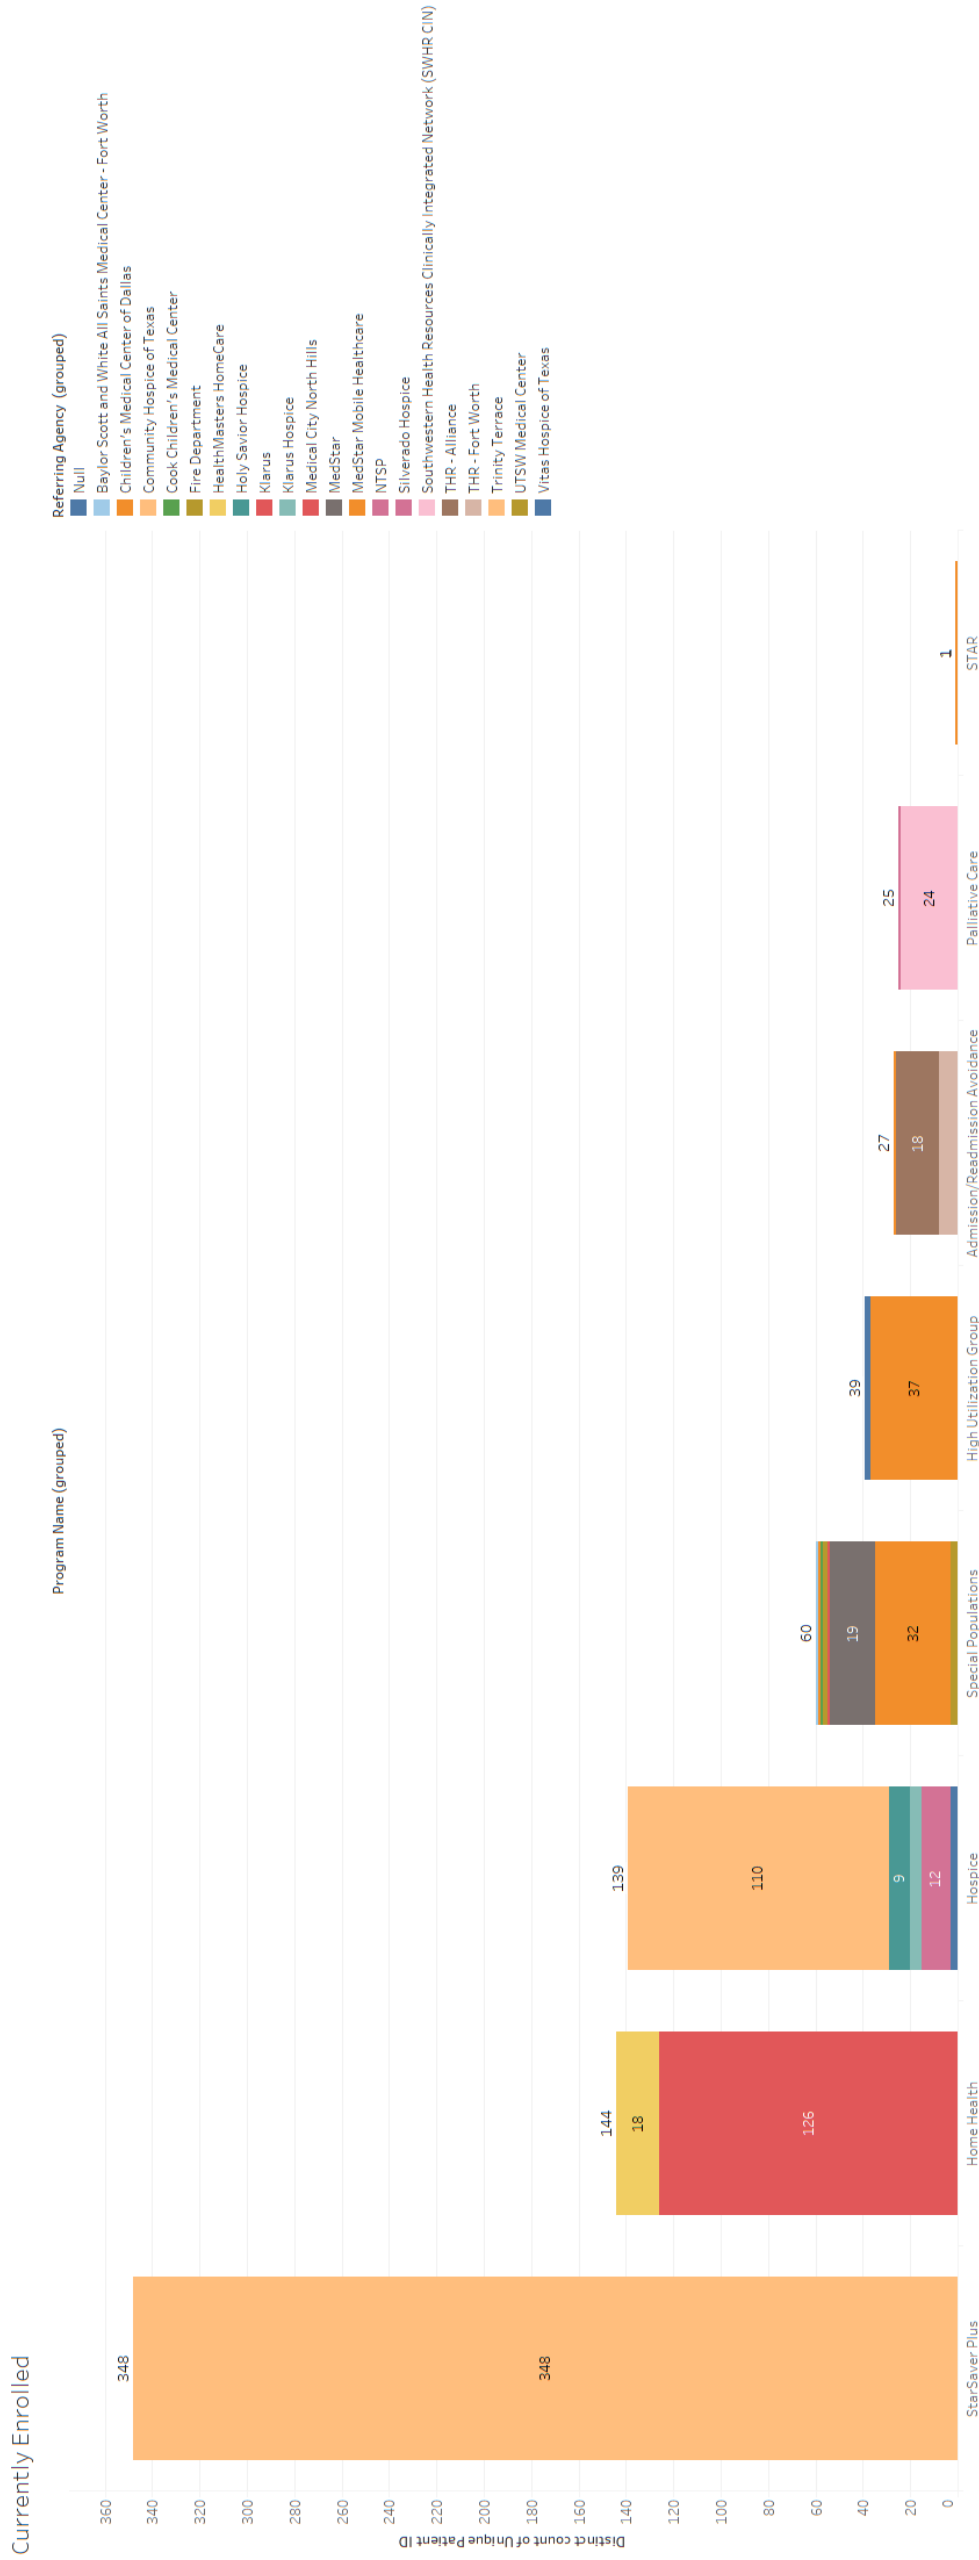 Currently Enrolled
Program Name (grouped)
Distinct count of Unique Patient ID
360
340
320
300
280
260
240
220
200
180
160
140
120
100
80
60
40
20
0
348
348
144
18
126
139
110
9
12
60
19
32
39
37
27
18
25
24
1
StarSaver Plus
Home Health
Hospice
Special Populations
High Utilization Group
Admission/Readmission Avoidance
Palliative Care
STAR
Referring Agency (grouped)
Null
Baylor Scott and White All Saints Medical Center - Fort Worth
Children's Medical Center of Dallas
Community Hospice of Texas
Cook Children's Medical Center
Fire Department
HealthMasters HomeCare
Holy Savior Hospice
Klarus
Klarus Hospice
Medical City North Hills
MedStar
MedStar Mobile Healthcare
NTSP
Silverado Hospice
Southwestern Health Resources Clinically Integrated Network (SWHR CIN)
THR - Alliance
THR - Fort Worth
Trinity Terrace
UTSW Medical Center
Vitas Hospice of Texas